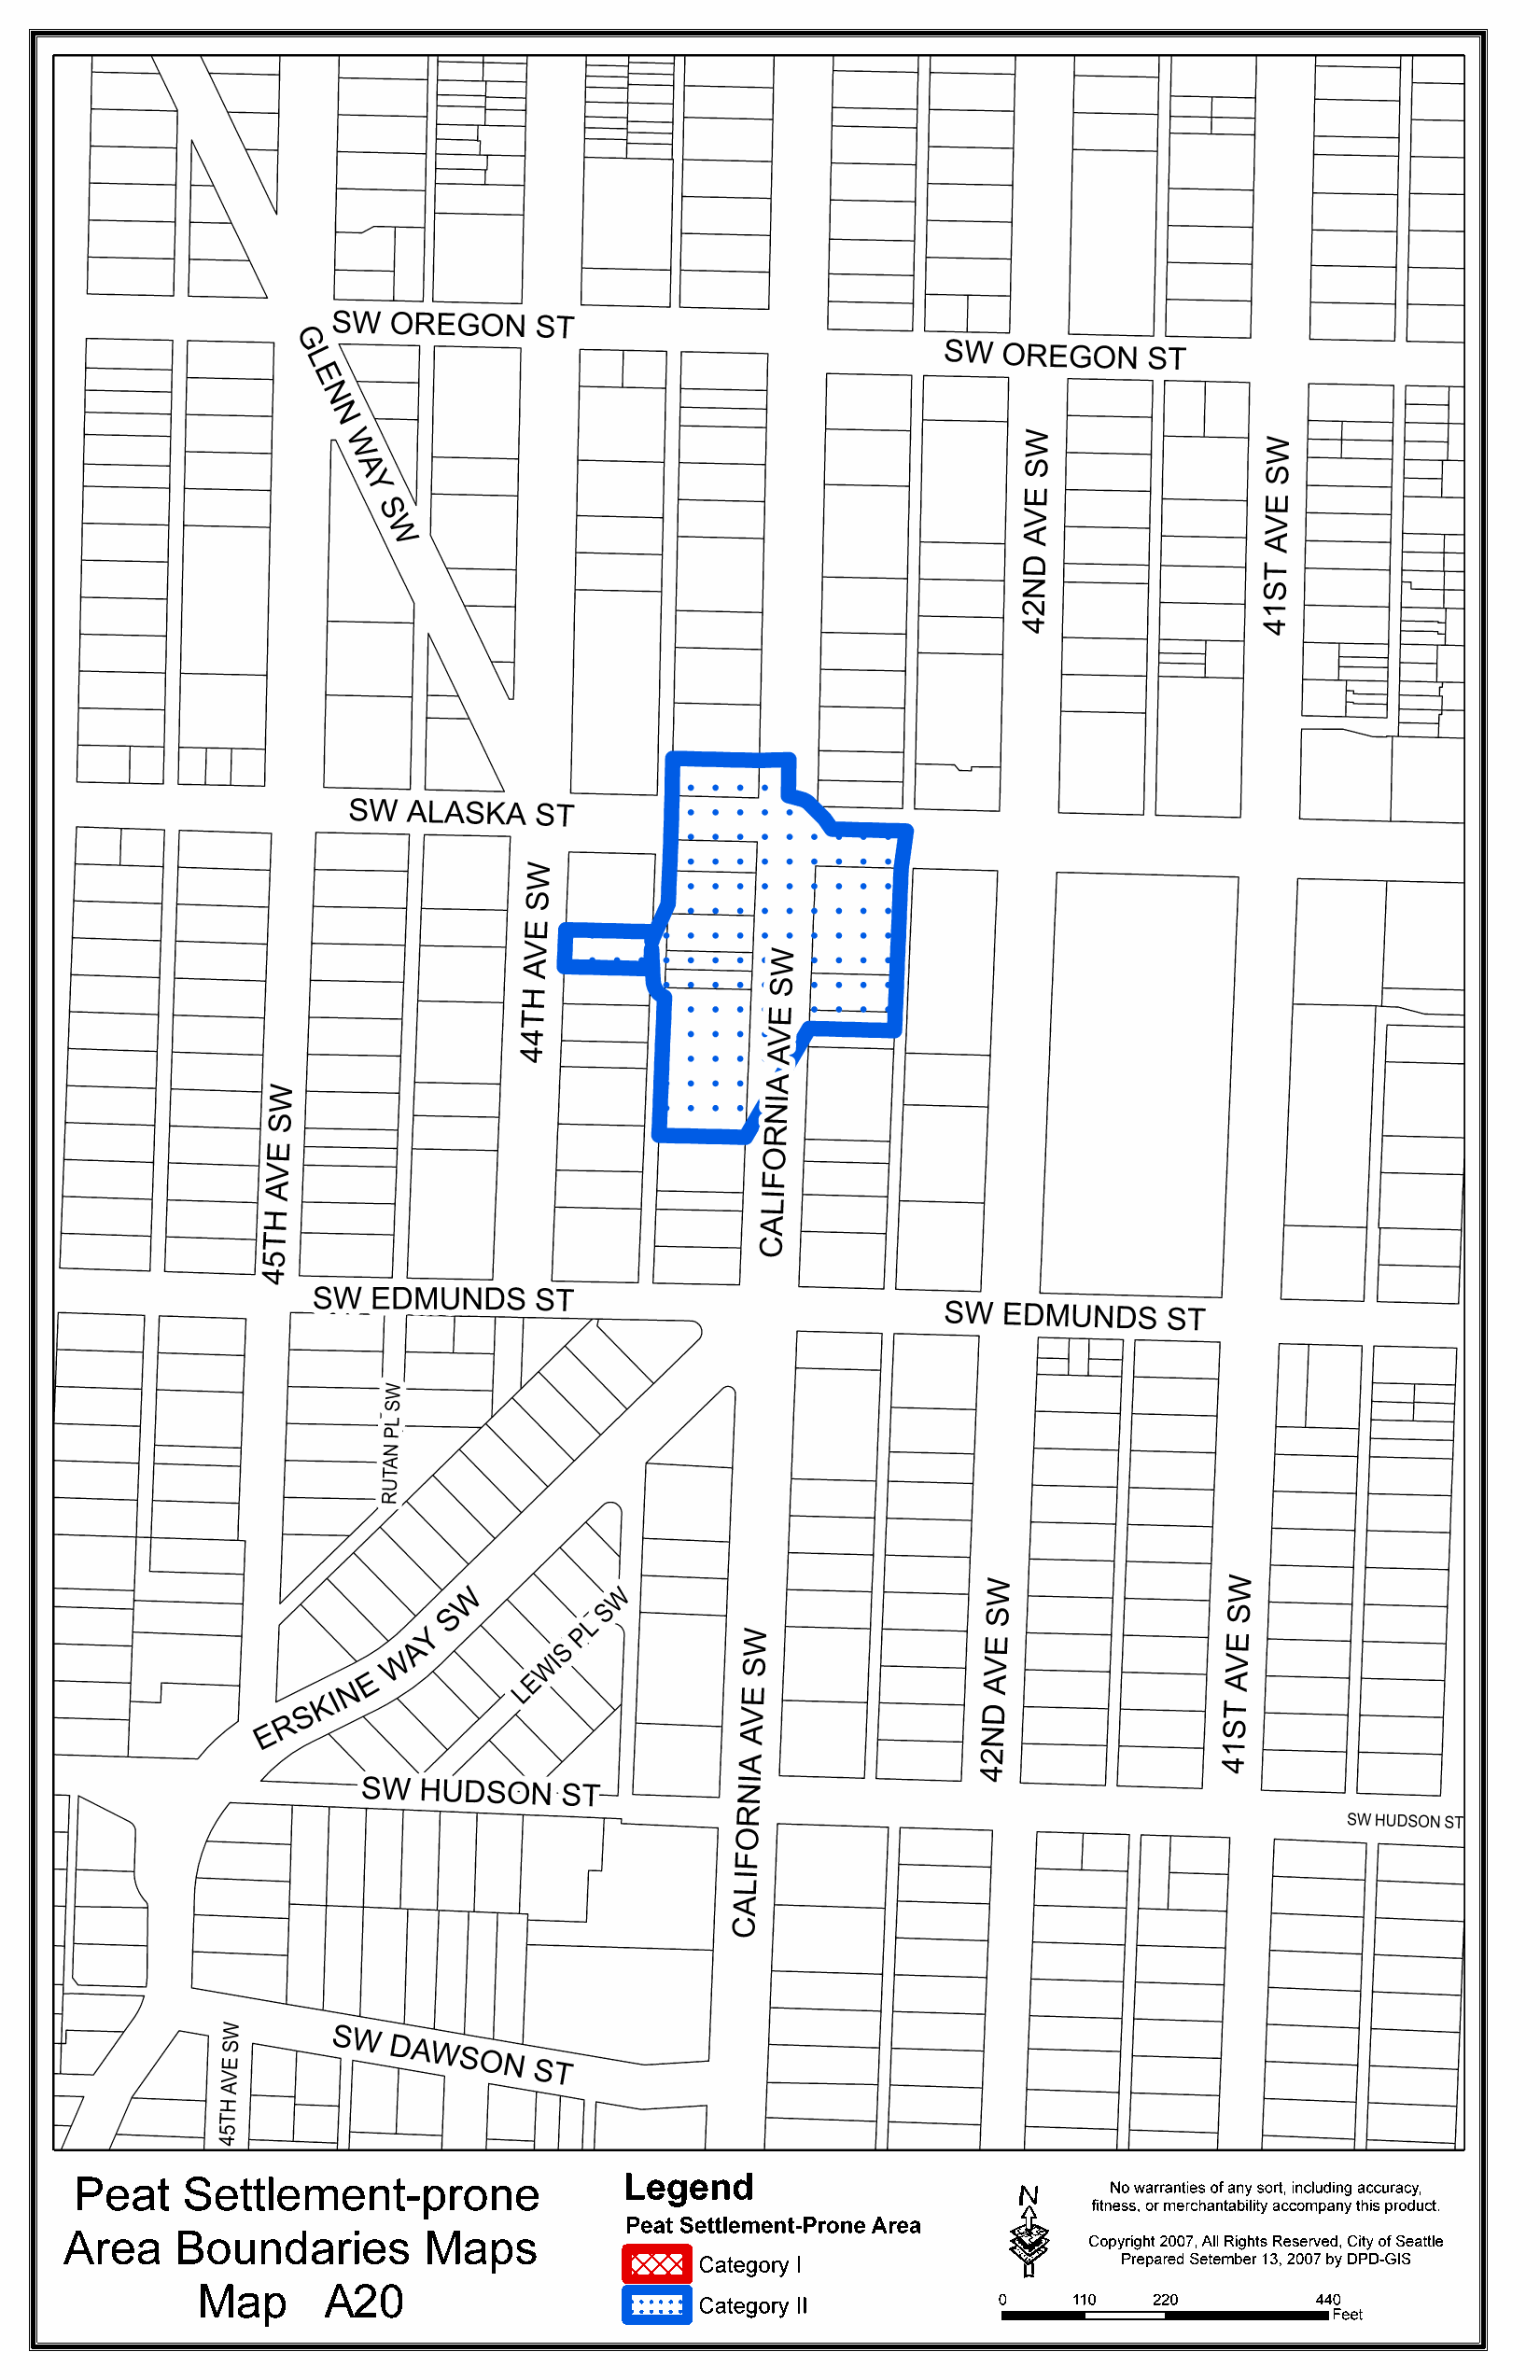 SW OREGON ST
SW OREGON ST
GLENN WAY SW
42ND AVE SW
41ST AVE SW
SW ALASKA ST
44TH AVE SW
CALIFORNIA AVE SW
45TH AVE SW
SW EDMUNDS ST
SW EDMUNDS ST
RUTAN PL SW
ERSKINE WAY SW
LEWIS PL SW
42ND AVE SW
41ST AVE SW
CALIFORNIA AVE SW
SW HUDSON ST
SW HUDSON ST
45TH AVE SW
SW DAWSON ST
Peat Settlement-prone
Area Boundaries Maps
Map A20
Legend
Peat Settlement-Prone Area
Category I
Category II
N
No warranties of any sort, including accuracy,
fitness, or merchantability accompany this product.
Copyright 2007, All Rights Reserved, City of Seattle
Prepared Setember 13, 2007 by DPD-GIS
0 110 220 440
Feet